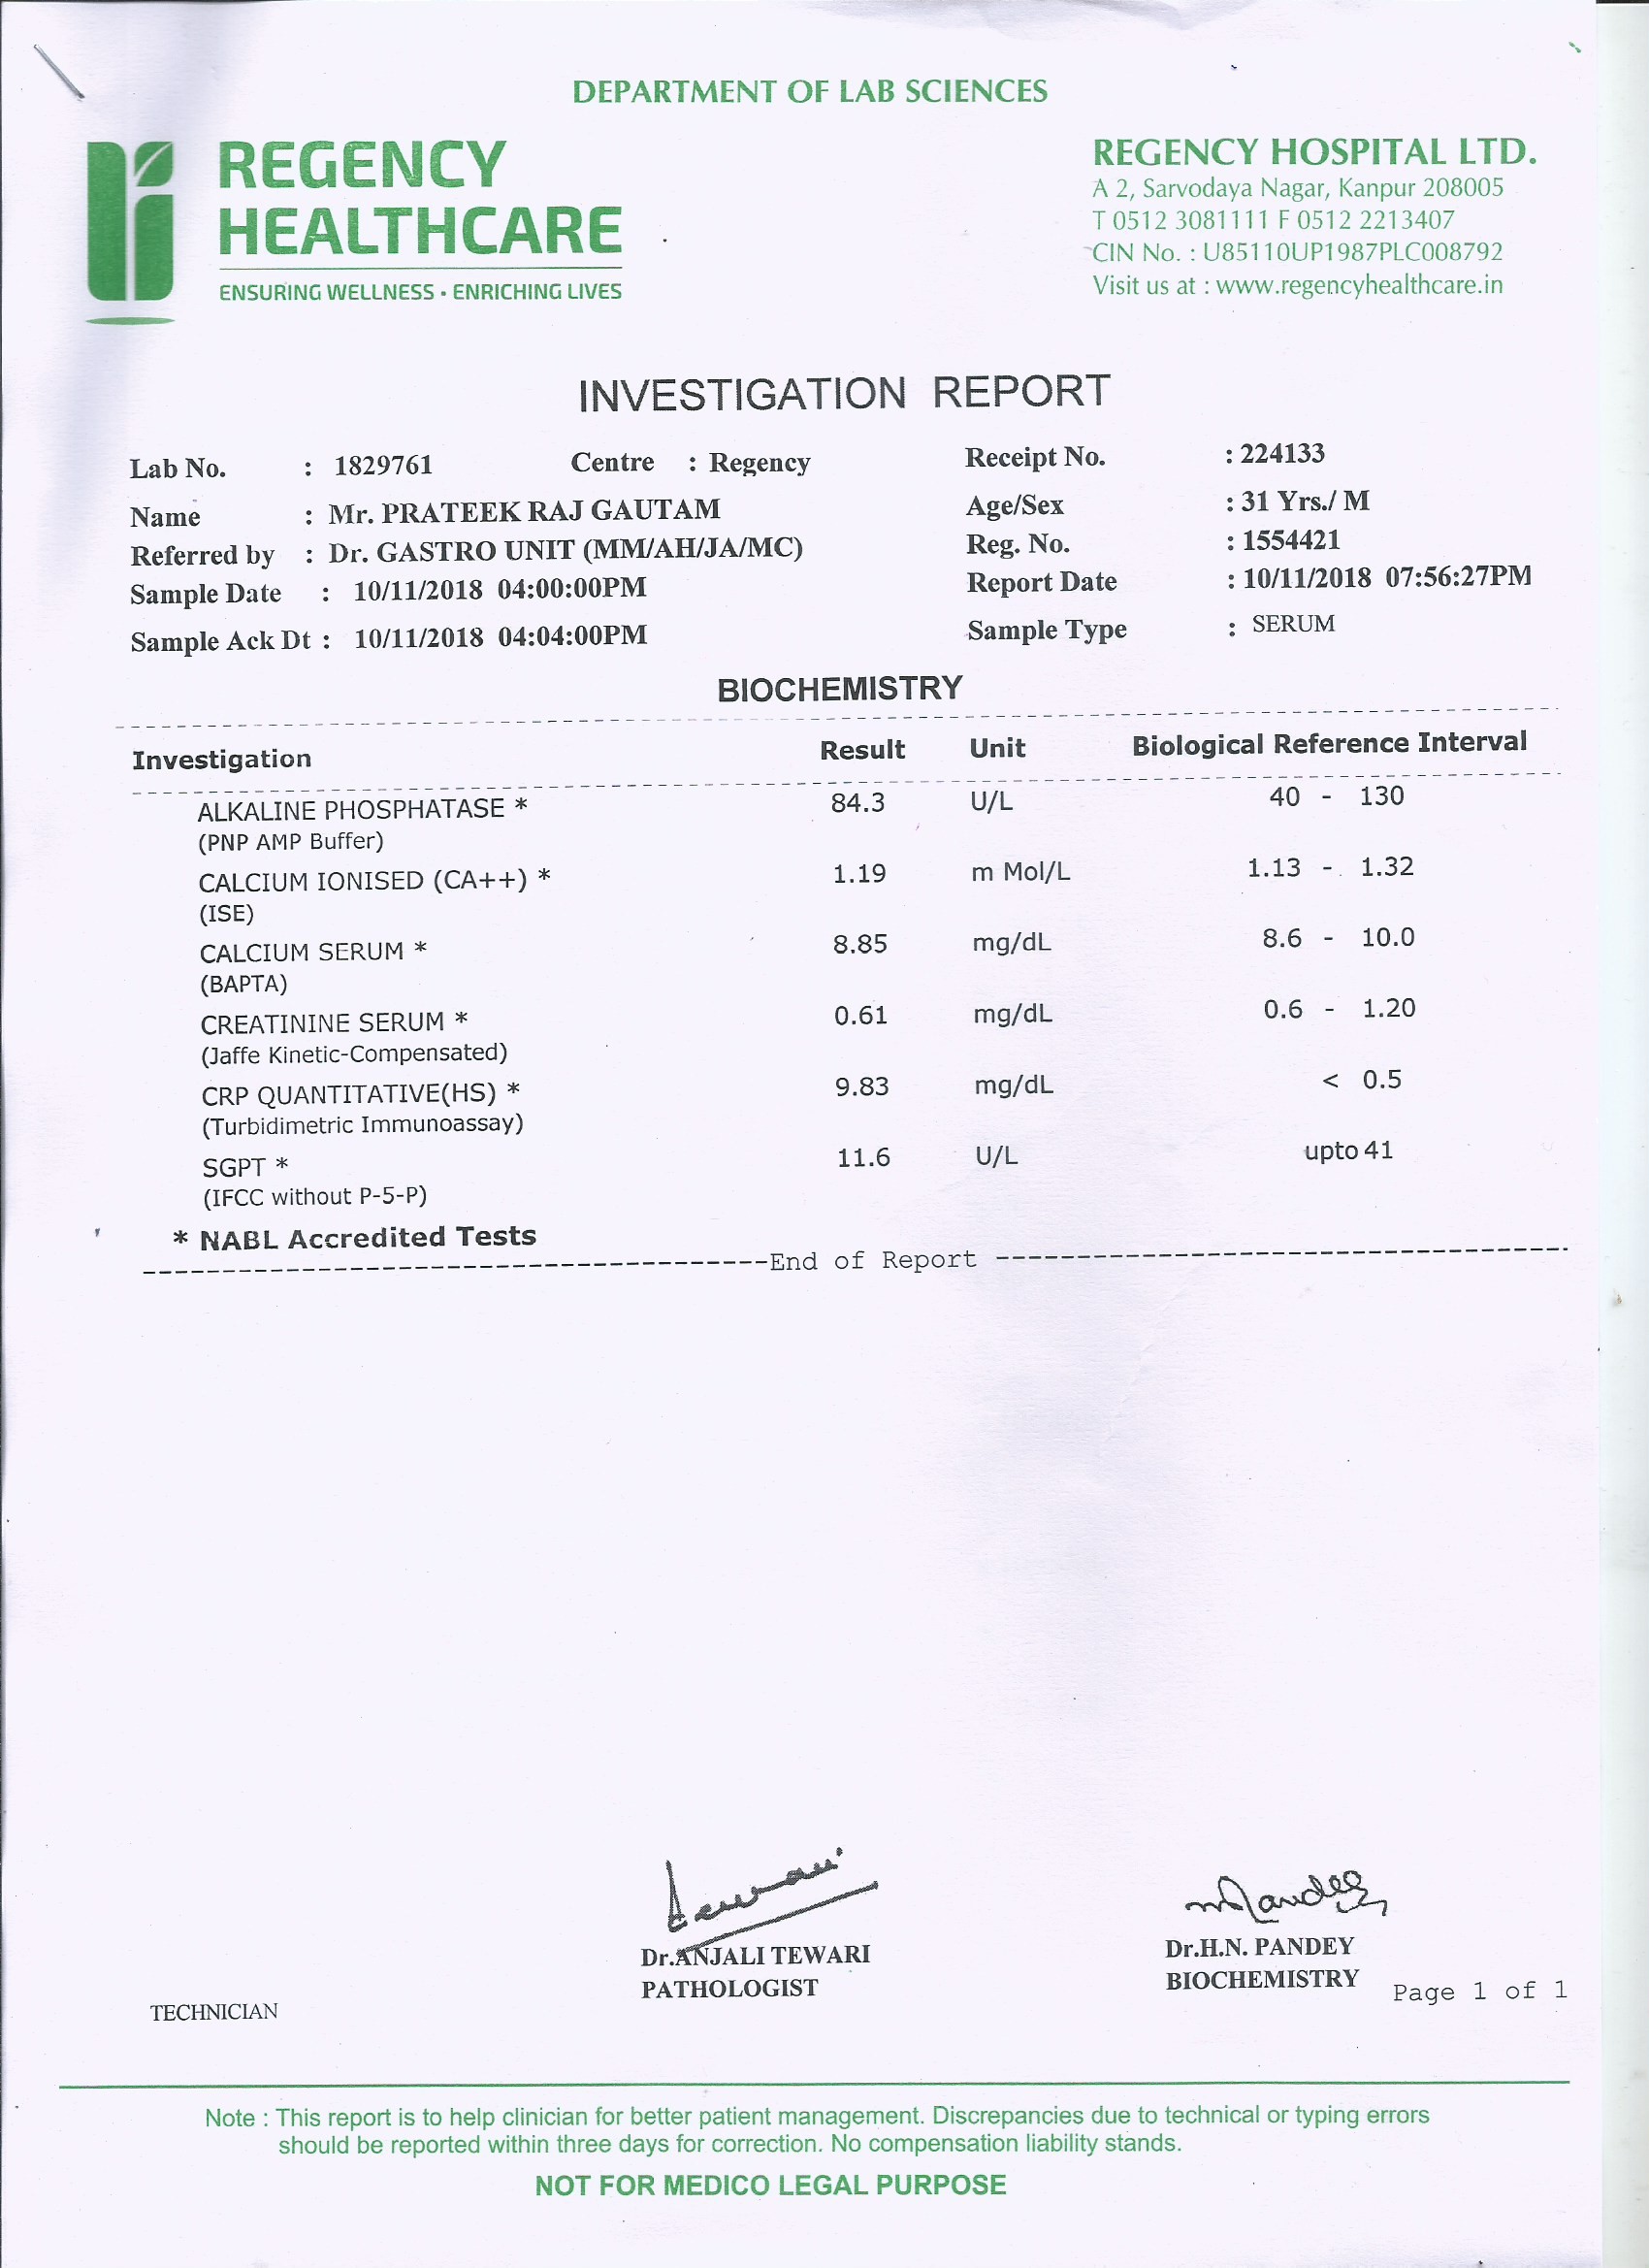 DEPARTMENT OF LAB SCIENCES
REGENCY
HEALTHCARE
ENSURING WELLNESS • ENRICHING LIVES
REGENCY HOSPITAL LTD.
A 2, Sarvodaya Nagar, Kanpur 208005
T 0512 3081111 F 0512 2213407
CIN No. : U85110UP1987PLC008792
Visit us at : www.regencyhealthcare.in
INVESTIGATION REPORT
Lab No. : 1829761 Centre : Regency Receipt No. : 224133
Name : Mr. PRATEEK RAJ GAUTAM Age/Sex : 31 Yrs./ M
Referred by : Dr. GASTRO UNIT (MM/AH/JA/MC) Reg. No. : 1554421
Sample Date : 10/11/2018 04:00:00PM Report Date : 10/11/2018 07:56:27PM
Sample Ack Dt : 10/11/2018 04:04:00PM Sample Type : SERUM
BIOCHEMISTRY
Investigation Result Unit Biological Reference Interval
ALKALINE PHOSPHATASE * 84.3 U/L 40 - 130
(PNP AMP Buffer)
CALCIUM IONISED (CA++) * 1.19 m Mol/L 1.13 - 1.32
(ISE)
CALCIUM SERUM * 8.85 mg/dL 8.6 - 10.0
(BAPTA)
CREATININE SERUM * 0.61 mg/dL 0.6 - 1.20
(Jaffe Kinetic-Compensated)
CRP QUANTITATIVE(HS) * 9.83 mg/dL < 0.5
(Turbidimetric Immunoassay)
SGPT * 11.6 U/L upto 41
(IFCC without P-5-P)
* NABL Accredited Tests
End of Report
Dr.ANJALI TEWARI
PATHOLOGIST
Dr.H.N. PANDEY
BIOCHEMISTRY
Page 1 of 1
TECHNICIAN
Note : This report is to help clinician for better patient management. Discrepancies due to technical or typing errors
should be reported within three days for correction. No compensation liability stands.
NOT FOR MEDICO LEGAL PURPOSE